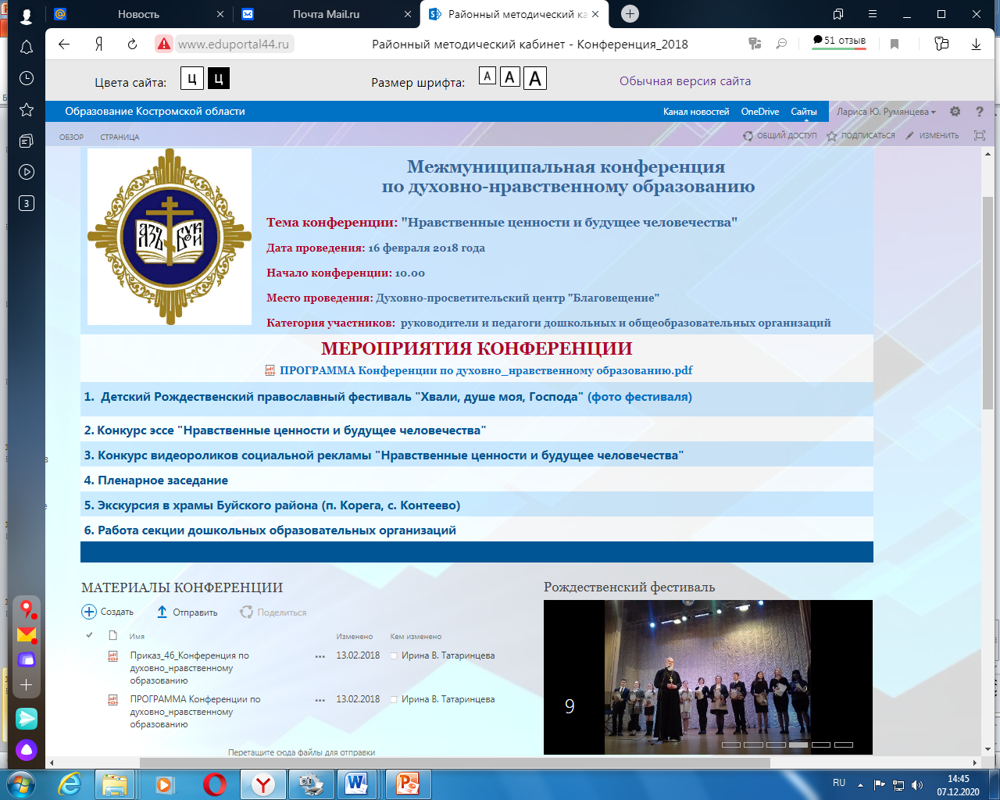 Новость
Почта Mail.ru
Районный методический ка
www.eduportal44.ru
Районный методический кабинет - Конференция_2018
51 отзыв
Цвета сайта: Ц Ц
Размер шрифта: А А А
Обычная версия сайта
Образование Костромской области
Канал новостей OneDrive Сайты
Лариса Ю. Румянцева
ОБЗОР СТРАНИЦА
ОБЩИЙ ДОСТУП ПОДПИСАТЬСЯ ИЗМЕНИТЬ
3
АЗЪ БУКИ
Межмуниципальная конференция
по духовно-нравственному образованию
Тема конференции: "Нравственные ценности и будущее человечества"
Дата проведения: 16 февраля 2018 года
Начало конференции: 10.00
Место проведения: Духовно-просветительский центр "Благовещение"
Категория участников: руководители и педагоги дошкольных и общеобразовательных организаций
МЕРОПРИЯТИЯ КОНФЕРЕНЦИИ
ПРОГРАММА Конференции по духовно_нравственному образованию.pdf
1. Детский Рождественский православный фестиваль "Хвали, душе моя, Господа" (фото фестиваля)
2. Конкурс эссе "Нравственные ценности и будущее человечества"
3. Конкурс видеороликов социальной рекламы "Нравственные ценности и будущее человечества"
4. Пленарное заседание
5. Экскурсия в храмы Буйского района (п. Корега, с. Контеево)
6. Работа секции дошкольных образовательных организаций
МАТЕРИАЛЫ КОНФЕРЕНЦИИ
Создать Отправить Поделиться
Имя Изменено Кем изменено
Приказ_46_Конференция по
духовно_нравственному
образованию
13.02.2018 Ирина В. Татаринцева
ПРОГРАММА Конференции по
духовно_нравственному
образованию
13.02.2018 Ирина В. Татаринцева
Перетащите сюда файлы для отправки
Рождественский фестиваль
9
RU
14:45
07.12.2020